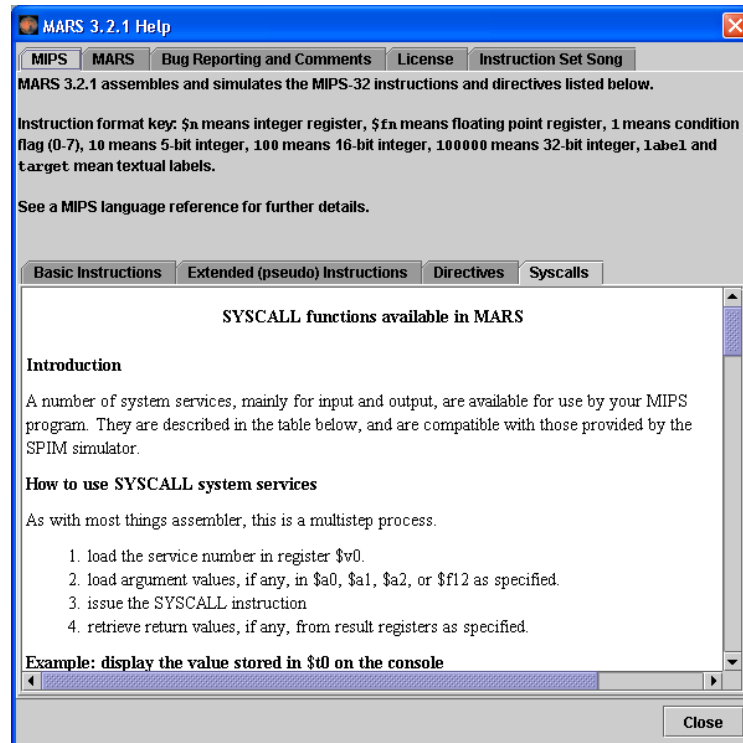 MARS 3.2.1 Help
MIPS MARS Bug Reporting and Comments License Instruction Set Song
MARS 3.2.1 assembles and simulates the MIPS-32 instructions and directives listed below.
Instruction format key: $n means integer register, $fn means floating point register, 1 means condition
flag (0-7), 10 means 5-bit integer, 100 means 16-bit integer, 100000 means 32-bit integer, label and
target mean textual labels.
See a MIPS language reference for further details.
Basic Instructions Extended (pseudo) Instructions Directives Syscalls
SYSCALL functions available in MARS
Introduction
A number of system services, mainly for input and output, are available for use by your MIPS
program. They are described in the table below, and are compatible with those provided by the
SPIM simulator.
How to use SYSCALL system services
As with most things assembler, this is a multistep process.
1. load the service number in register $v0.
2. load argument values, if any, in $a0, $a1, $a2, or $f12 as specified.
3. issue the SYSCALL instruction
4. retrieve return values, if any, from result registers as specified.
Example: display the value stored in $t0 on the console
Close